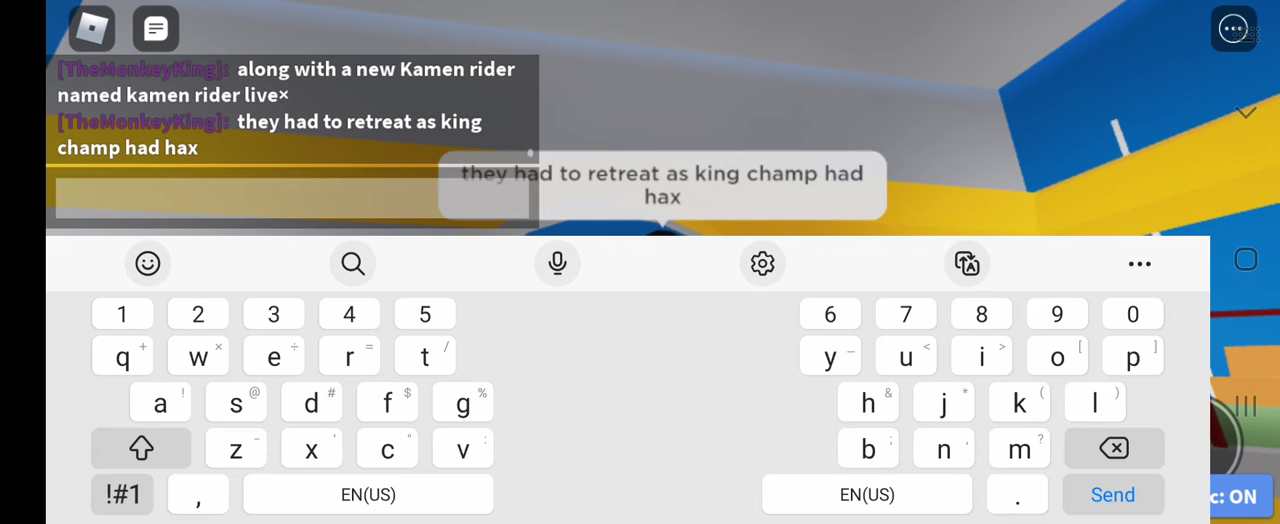 [TheMonkeyKing]: along with a new Kamen rider
named kamen rider live×
[TheMonkeyKing]: they had to retreat as king
champ had hax
they had to retreat as king champ had
hax
1 2 3 4 5 6 7 8 9 0
q + w × e ÷ r = t / y _ u < i > o [ p ]
a ! s @ d # f $ g % h & j * k ( l )
z - x ' c " v : b ; n , m ?
!#1 , EN(US) EN(US) . Send
c: ON